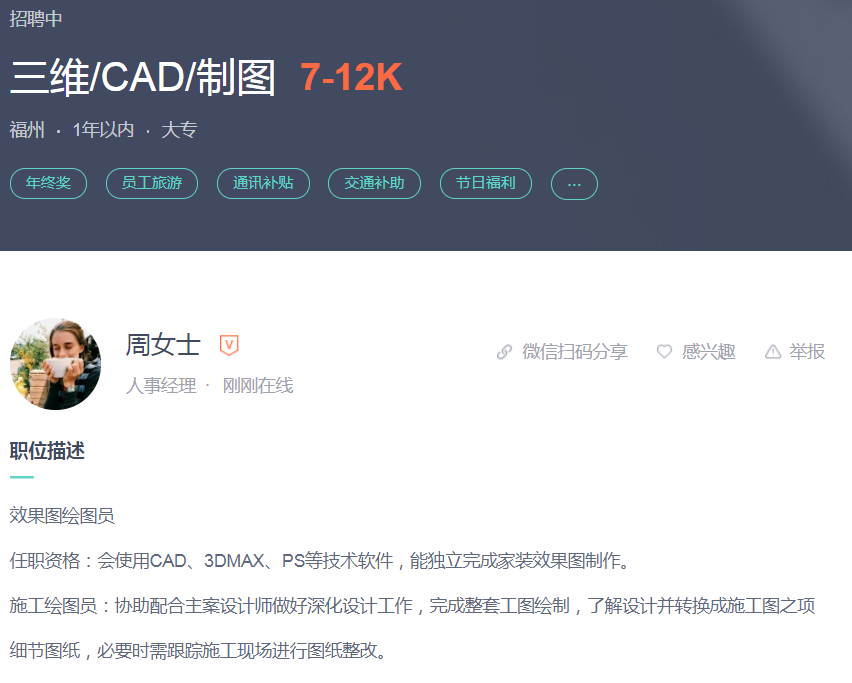 招聘中
三维/CAD/制图 7-12K
福州 · 1年以内 · 大专
年终奖 员工旅游 通讯补贴 交通补助 节日福利 ...
周女士 V
微信扫码分享 感兴趣 举报
人事经理 · 刚刚在线
职位描述
效果图绘图员
任职资格：会使用CAD、3DMAX、PS等技术软件，能独立完成家装效果图制作。
施工绘图员：协助配合主案设计师做好深化设计工作，完成整套工图绘制，了解设计并转换成施工图之项
细节图纸，必要时需跟踪施工现场进行图纸整改。